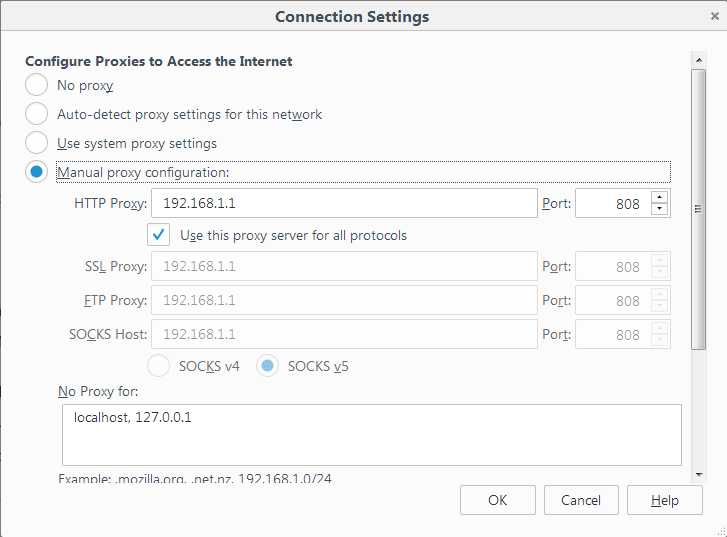 Connection Settings
Configure Proxies to Access the Internet
No proxy
Auto-detect proxy settings for this network
Use system proxy settings
Manual proxy configuration:
HTTP Proxy: 192.168.1.1 Port: 808
Use this proxy server for all protocols
SSL Proxy: 192.168.1.1 Port: 808
FTP Proxy: 192.168.1.1 Port: 808
SOCKS Host: 192.168.1.1 Port: 808
SOCKS v4 SOCKS v5
No Proxy for:
localhost, 127.0.0.1
Example: .mozilla.org, .net.nz, 192.168.1.0/24
OK Cancel Help